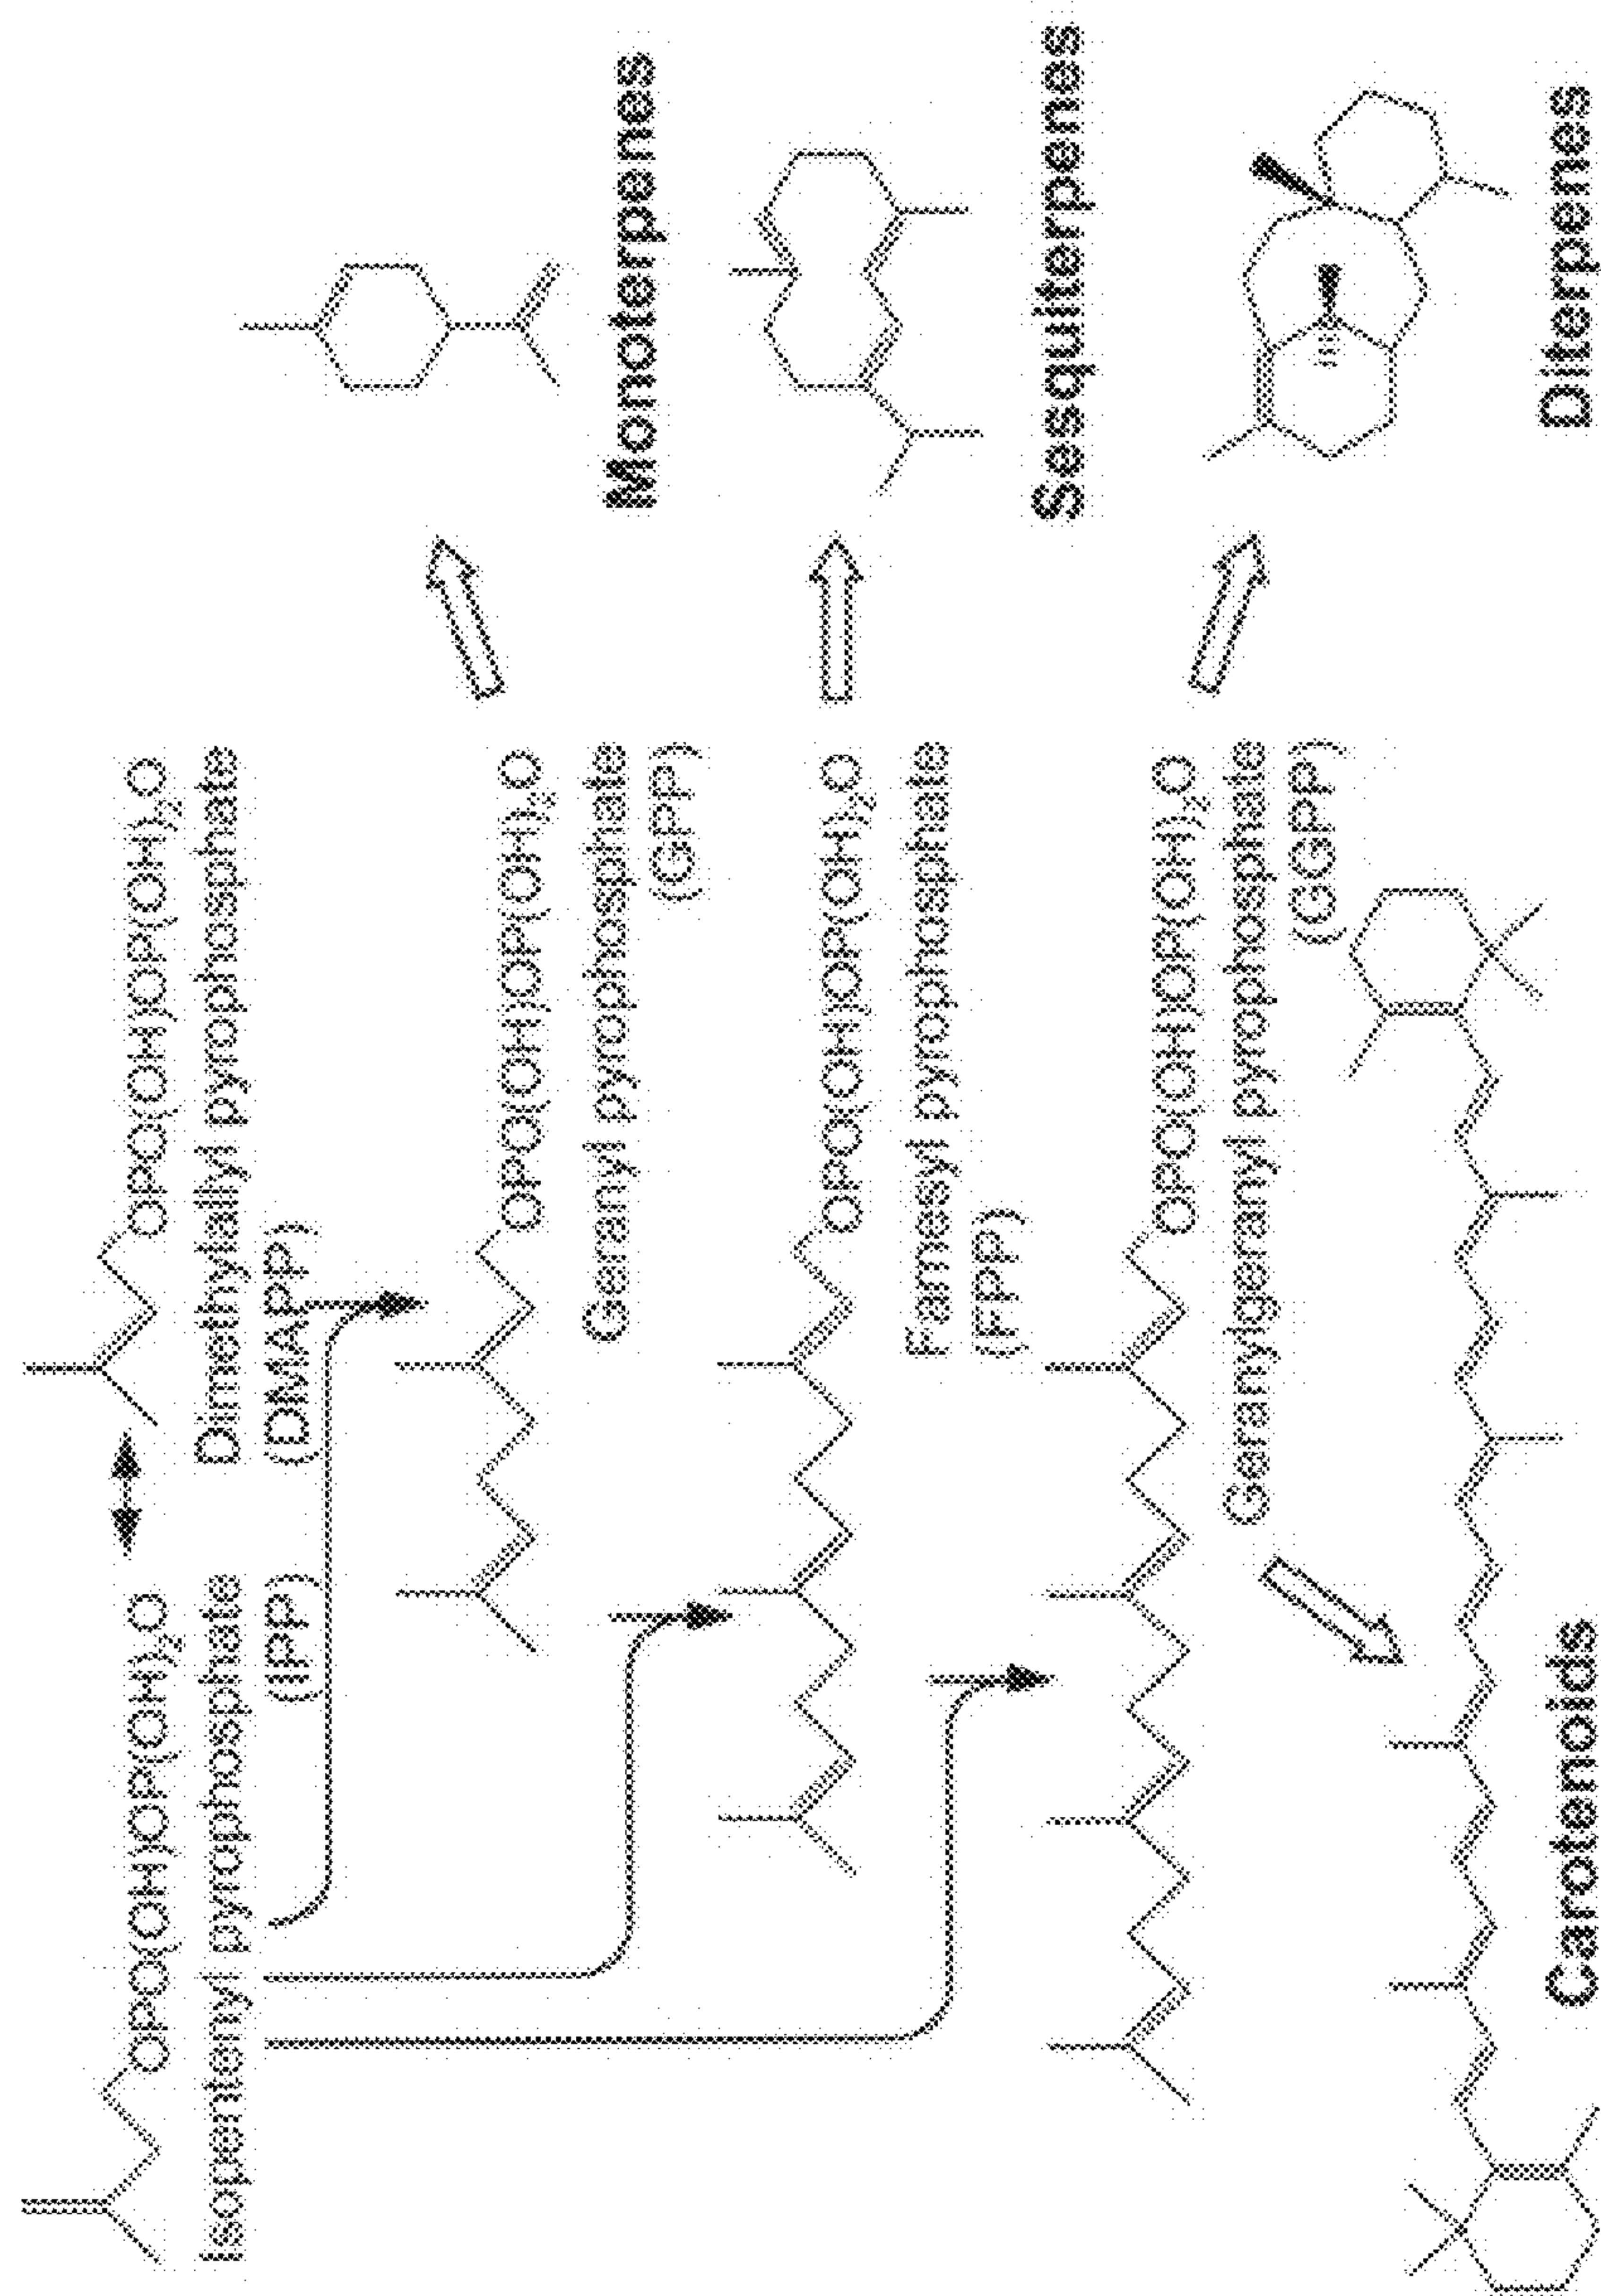 OPO(OH)OP(OH)₂O
Isopentenyl pyrophosphate
(IPP)
OPO(OH)OP(OH)₂O
Dimethylallyl pyrophosphate
(DMAPP)
OPO(OH)OP(OH)₂O
Geranyl pyrophosphate
(GPP)
Monoterpenes
OPO(OH)OP(OH)₂O
Farnesyl pyrophosphate
(FPP)
Sesquiterpenes
OPO(OH)OP(OH)₂O
Geranylgeranyl pyrophosphate
(GGPP)
Carotenoids
Diterpenes